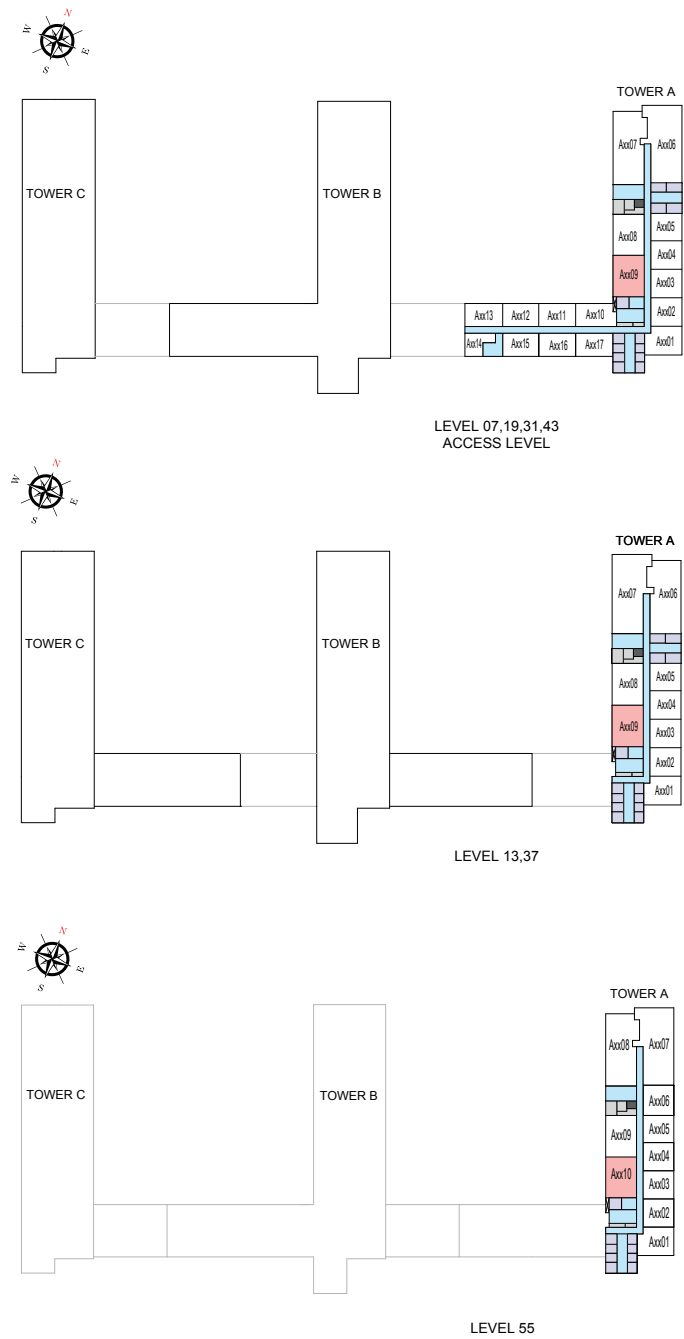 N
W
E
S
TOWER A
Axx07
Axx06
TOWER C
TOWER B
Axx05
Axx08
Axx04
Axx09
Axx03
Axx13 Axx12 Axx11 Axx10
Axx02
Axx14 Axx15 Axx16 Axx17
Axx01
LEVEL 07,19,31,43
ACCESS LEVEL
N
W
E
S
TOWER A
Axx07
Axx06
TOWER C
TOWER B
Axx05
Axx08
Axx04
Axx09
Axx03
Axx02
Axx01
LEVEL 13,37
N
W
E
S
TOWER A
Axx08
Axx07
TOWER C
TOWER B
Axx06
Axx05
Axx09
Axx04
Axx10
Axx03
Axx02
Axx01
LEVEL 55